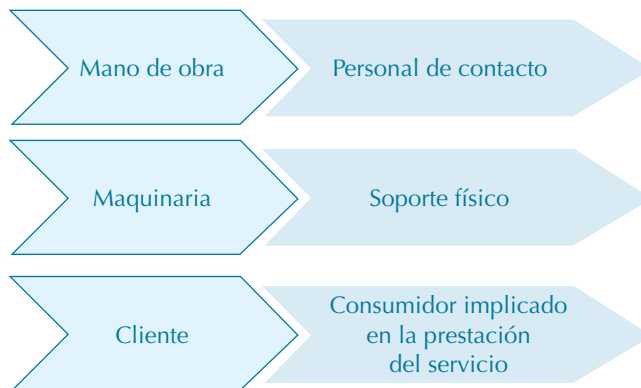 Mano de obra
Personal de contacto
Maquinaria
Soporte físico
Cliente
Consumidor implicado
en la prestación
del servicio